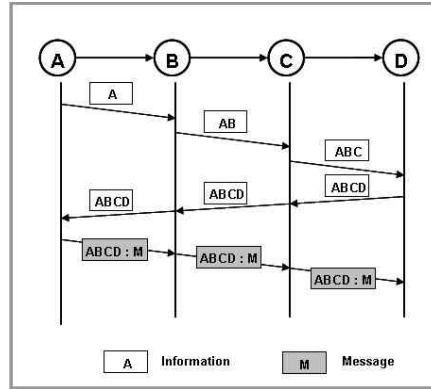 A B C D
A
AB
ABC
ABCD
ABCD
ABCD
ABCD : M
ABCD : M
ABCD : M
A Information M Message